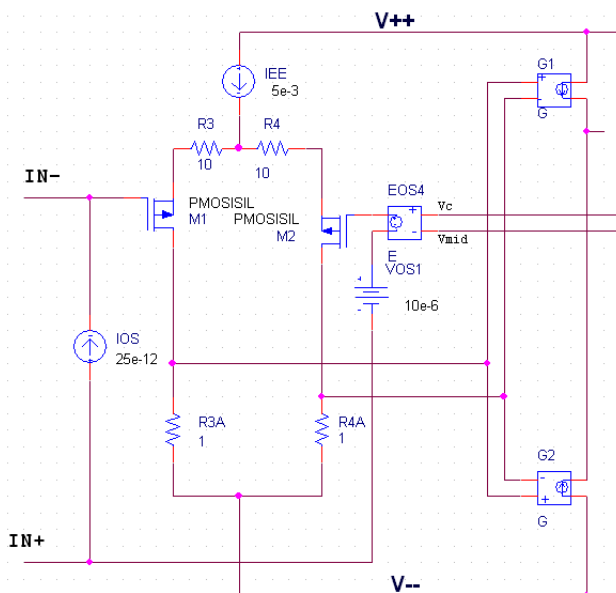 V++
IEE
5e-3
G1
+
-
G
R3
R4
10
10
IN-
PMOSISIL
M1
PMOSISIL
M2
EOS4
+
-
Vc
Vmid
E
VOS1
+
-
10e-6
IOS
25e-12
R3A
1
R4A
1
G2
-
+
G
IN+
V--